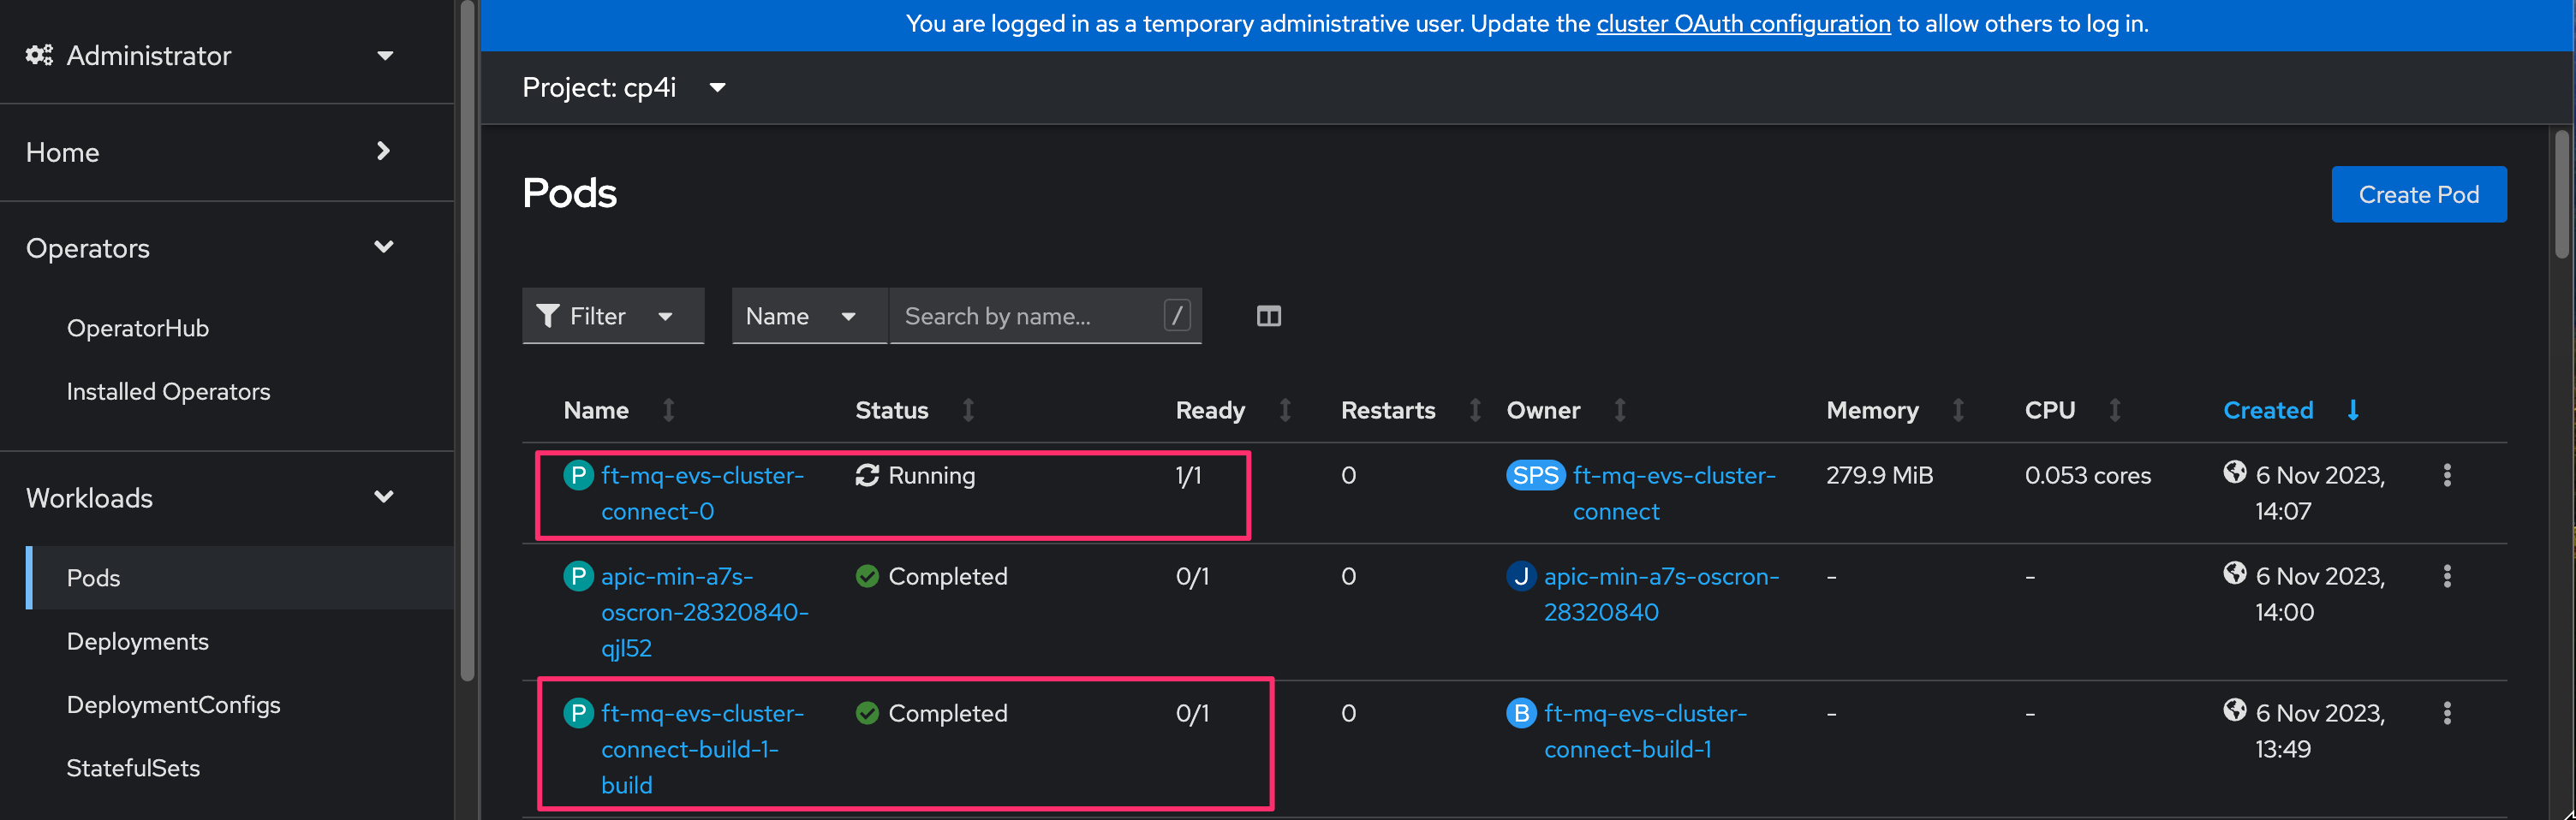 You are logged in as a temporary administrative user. Update the cluster OAuth configuration to allow others to log in.
Administrator
Home
Operators
OperatorHub
Installed Operators
Workloads
Pods
Deployments
DeploymentConfigs
StatefulSets
Project: cp4i
Pods
Create Pod
Filter
Name
Search by name...
/
Name Status Ready Restarts Owner Memory CPU Created
P ft-mq-evs-cluster- Running 1/1 0 SPS ft-mq-evs-cluster- 279.9 MiB 0.053 cores 6 Nov 2023,
connect-0 connect 14:07
P apic-min-a7s- Completed 0/1 0 J apic-min-a7s-oscron- - - 6 Nov 2023,
oscron-28320840- 28320840 14:00
qjl52
P ft-mq-evs-cluster- Completed 0/1 0 B ft-mq-evs-cluster- - - 6 Nov 2023,
connect-build-1- connect-build-1 13:49
build